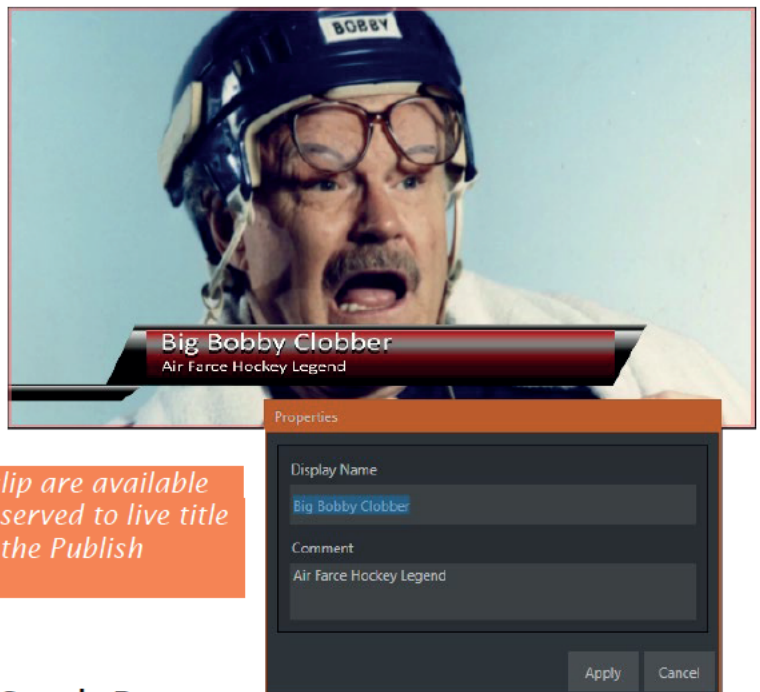 BOBBY
Big Bobby Clobber
Air Farce Hockey Legend
Properties
Display Name
Big Bobby Clobber
Comment
Air Farce Hockey Legend
Apply Cancel
lip are available
served to live title
the Publish